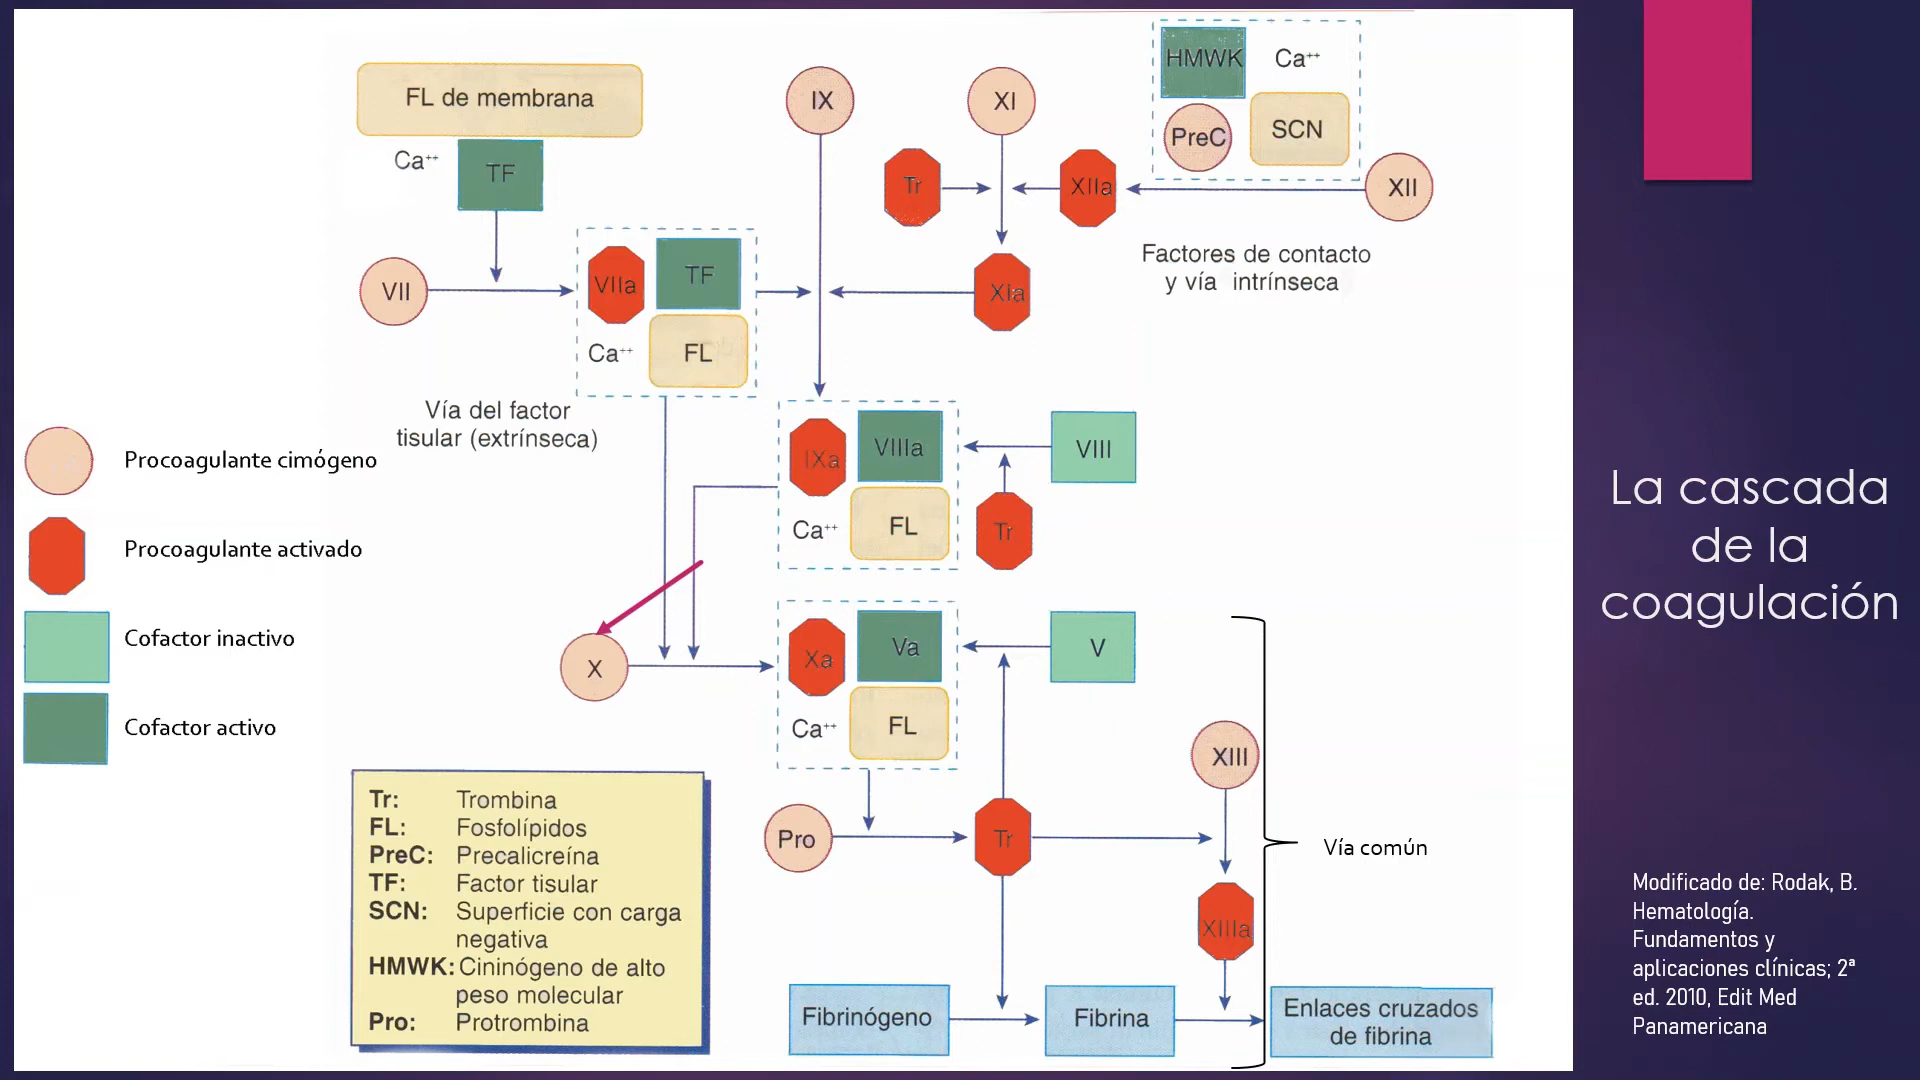 FL de membrana
Ca++
TF
VII
VIIa
TF
Ca++
FL
Vía del factor
tisular (extrínseca)
IX
XI
HMWK
Ca++
PreC
SCN
Tr
XIIa
XII
Factores de contacto
y vía intrínseca
XIa
IXa
VIIIa
VIII
Ca++
FL
Tr
X
Xa
Va
V
Ca++
FL
Pro
Tr
XIII
XIIIa
Vía común
Fibrinógeno
Fibrina
Enlaces cruzados
de fibrina
Procoagulante cimógeno
Procoagulante activado
Cofactor inactivo
Cofactor activo
Tr: Trombina
FL: Fosfolípidos
PreC: Precalicreína
TF: Factor tisular
SCN: Superficie con carga
negativa
HMWK: Cininógeno de alto
peso molecular
Pro: Protrombina
La cascada
de la
coagulación
Modificado de: Rodak, B.
Hematología.
Fundamentos y
aplicaciones clínicas; 2ª
ed. 2010, Edit Med
Panamericana